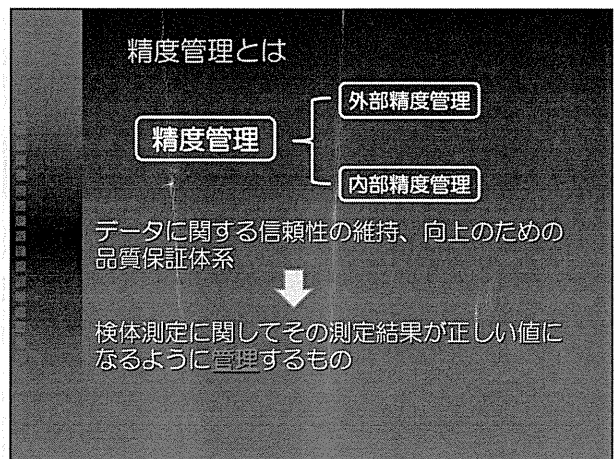 精度管理とは
外部精度管理
精度管理
内部精度管理
データに関する信頼性の維持、向上のための
品質保証体系
検体測定に関してその測定結果が正しい値に
なるように管理するもの